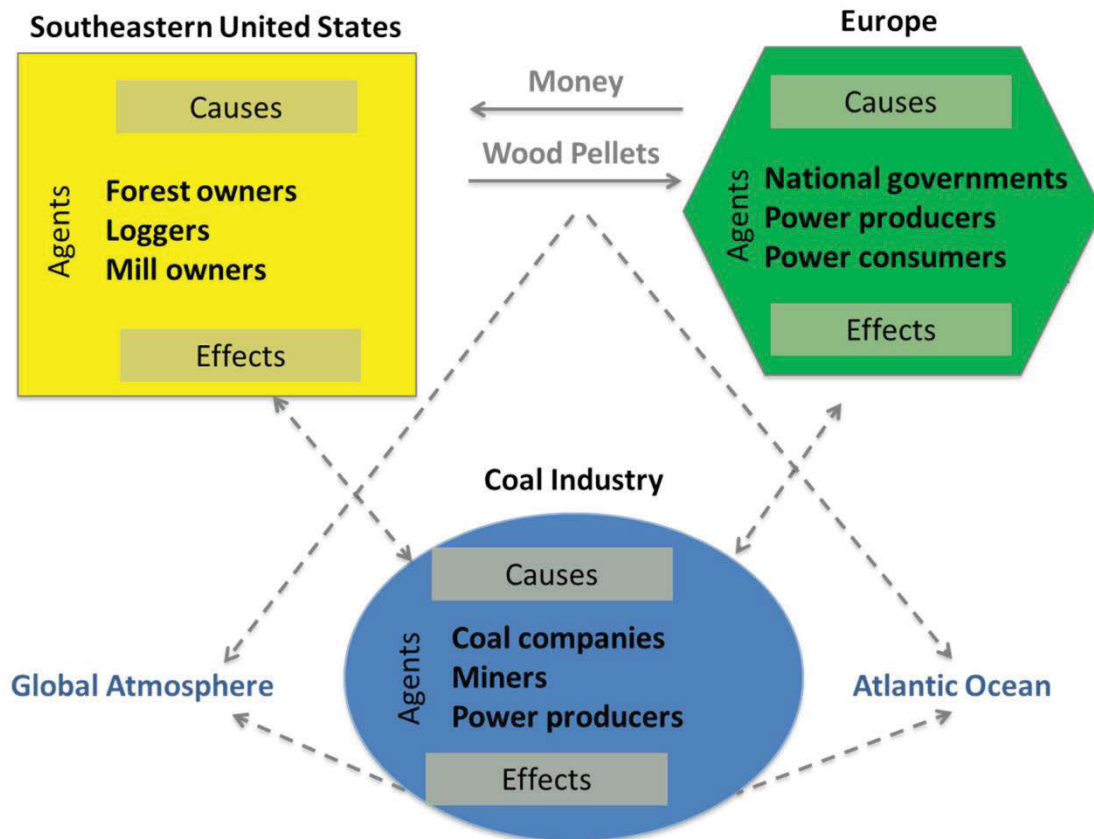 Southeastern United States
Causes
Agents
Forest owners
Loggers
Mill owners
Effects
Money
Wood Pellets
Europe
Causes
Agents
National governments
Power producers
Power consumers
Effects
Coal Industry
Causes
Agents
Coal companies
Miners
Power producers
Effects
Global Atmosphere
Atlantic Ocean